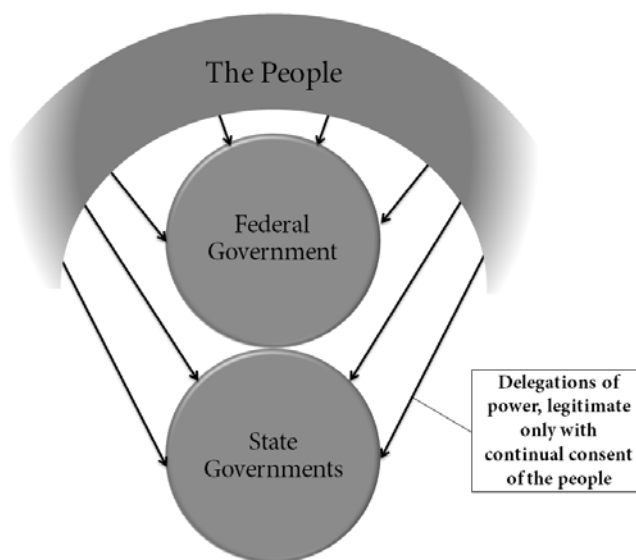 The People
Federal
Government
State
Governments
Delegations of
power, legitimate
only with
continual consent
of the people